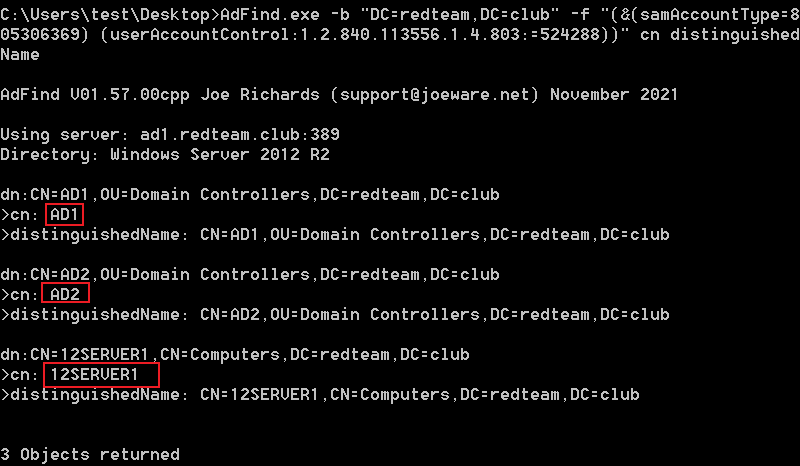 C:\Users\test\Desktop>AdFind.exe -b "DC=redteam,DC=club" -f "(&(samAccountType=8
05306369) (userAccountControl:1.2.840.113556.1.4.803:=524288))" cn distinguished
Name
AdFind V01.57.00cpp Joe Richards (support@joeware.net) November 2021
Using server: ad1.redteam.club:389
Directory: Windows Server 2012 R2
dn:CN=AD1,OU=Domain Controllers,DC=redteam,DC=club
>cn: AD1
>distinguishedName: CN=AD1,OU=Domain Controllers,DC=redteam,DC=club
dn:CN=AD2,OU=Domain Controllers,DC=redteam,DC=club
>cn: AD2
>distinguishedName: CN=AD2,OU=Domain Controllers,DC=redteam,DC=club
dn:CN=12SERVER1,CN=Computers,DC=redteam,DC=club
>cn: 12SERVER1
>distinguishedName: CN=12SERVER1,CN=Computers,DC=redteam,DC=club
3 Objects returned